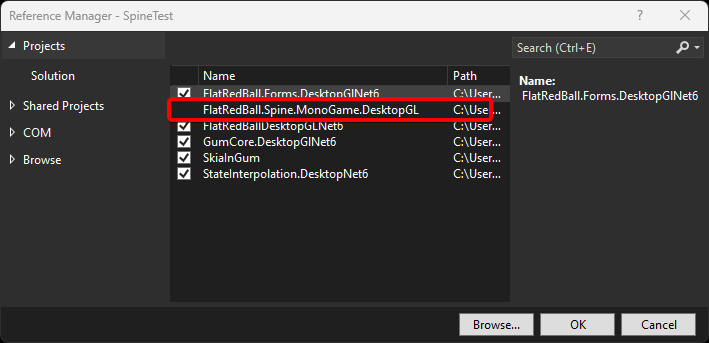 Reference Manager - SpineTest
? ×
Projects
Solution
Shared Projects
COM
Browse
Name Path
FlatRedBall.Forms.DesktopGlNet6 C:\User...
FlatRedBall.Spine.MonoGame.DesktopGL C:\Use...
FlatRedBallDesktopGLNet6 C:\User...
GumCore.DesktopGlNet6 C:\User...
SkiaInGum C:\User...
StateInterpolation.DesktopNet6 C:\User...
Search (Ctrl+E)
Name:
FlatRedBall.Forms.DesktopGlNet6
Browse... OK Cancel